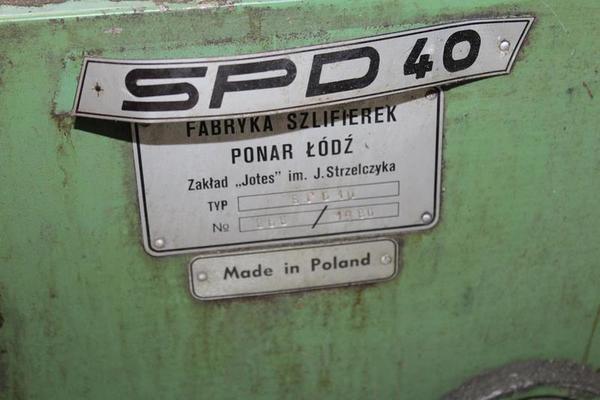 SPD 40
FABRYKA SZLIFIEREK
PONAR ŁÓDŹ
Zakład „Jotes" im. J. Strzelczyka
TYP
№ /
Made in Poland